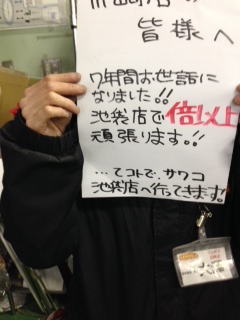 皆様へ
7年間お世話に
なりました!!
池袋店で倍以上
頑張ります!!
…てコトで、サワコ
池袋店へ行ってきます!